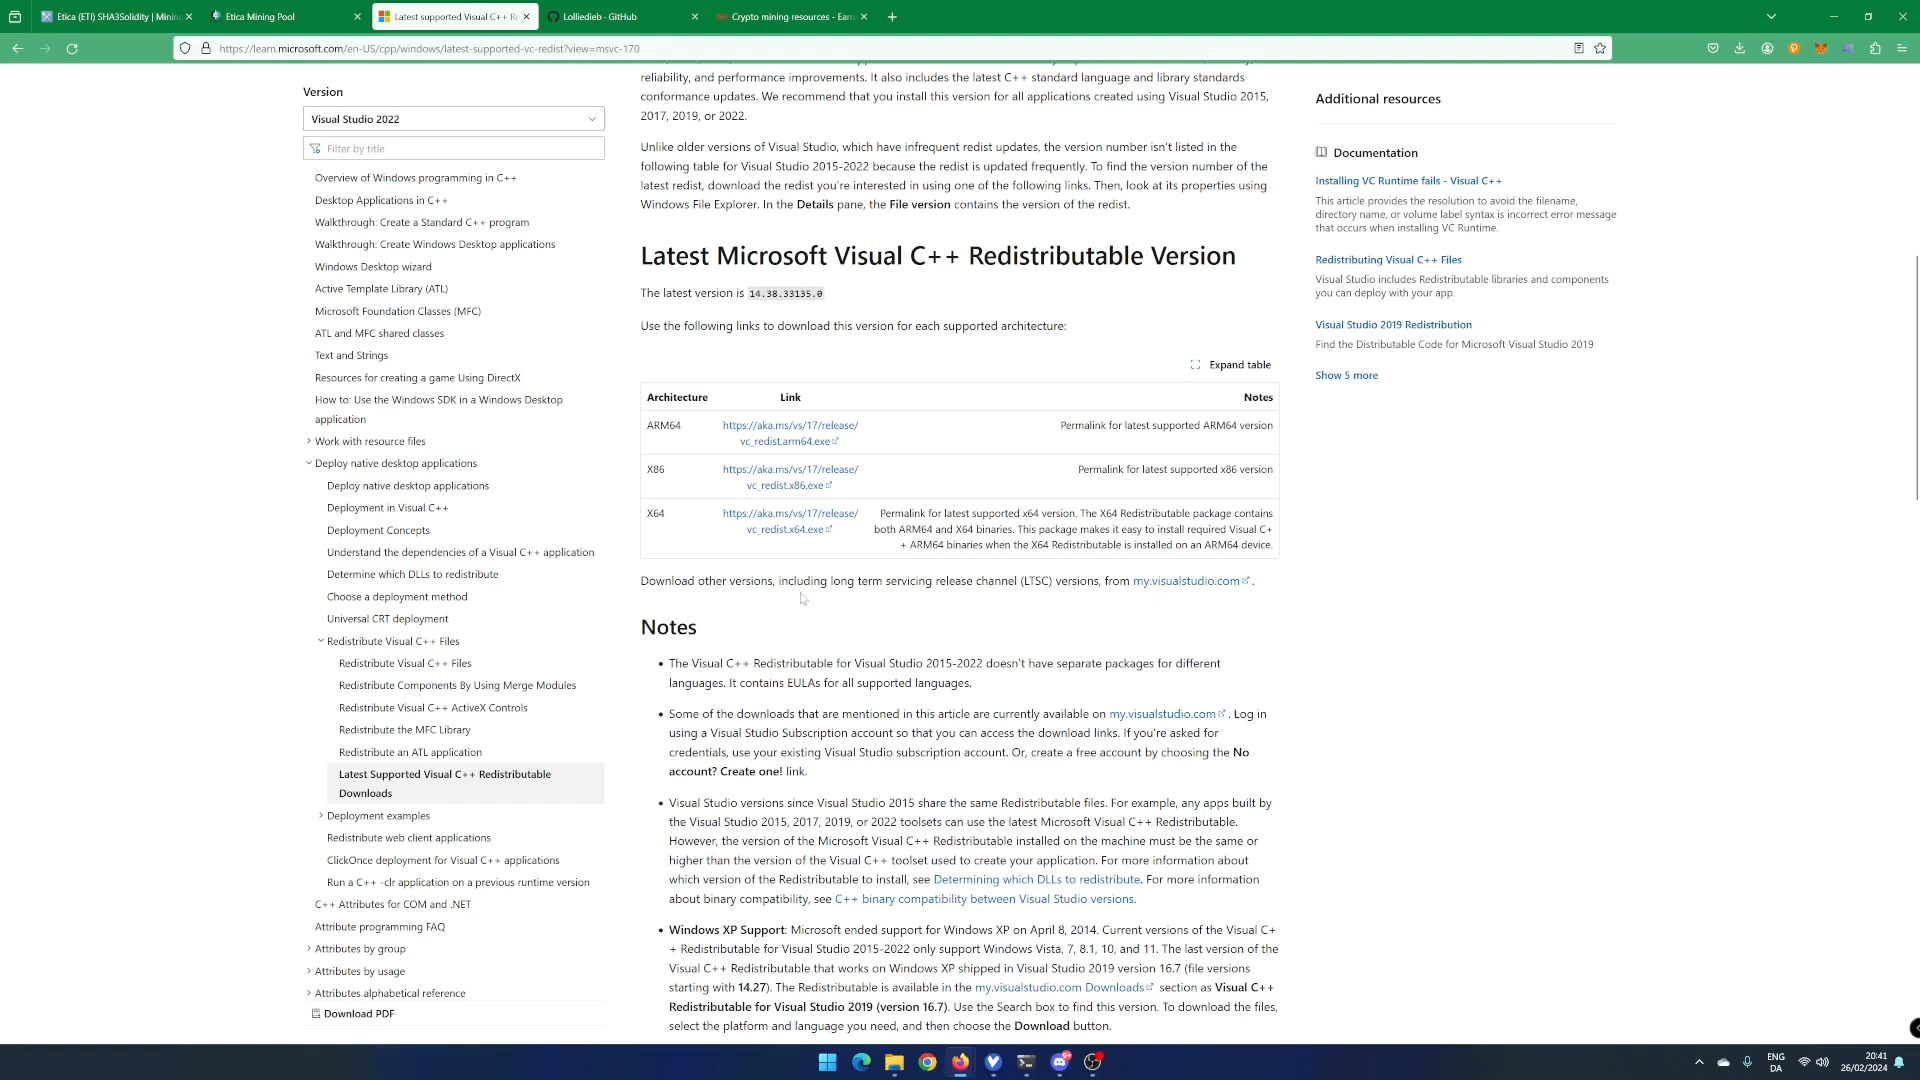 Etica (ETI) SHA3Solidity | Mining
Etica Mining Pool
Latest supported Visual C++ Re
Lolliedieb · GitHub
Crypto mining resources - Earn
https://learn.microsoft.com/en-US/cpp/windows/latest-supported-vc-redist?view=msvc-170
Version
Visual Studio 2022
Filter by title
Overview of Windows programming in C++
Desktop Applications in C++
Walkthrough: Create a Standard C++ program
Walkthrough: Create Windows Desktop applications
Windows Desktop wizard
Active Template Library (ATL)
Microsoft Foundation Classes (MFC)
ATL and MFC shared classes
Text and Strings
Resources for creating a game Using DirectX
How to: Use the Windows SDK in a Windows Desktop
application
Work with resource files
Deploy native desktop applications
Deploy native desktop applications
Deployment in Visual C++
Deployment Concepts
Understand the dependencies of a Visual C++ application
Determine which DLLs to redistribute
Choose a deployment method
Universal CRT deployment
Redistribute Visual C++ Files
Redistribute Visual C++ Files
Redistribute Components By Using Merge Modules
Redistribute Visual C++ ActiveX Controls
Redistribute the MFC Library
Redistribute an ATL application
Latest Supported Visual C++ Redistributable
Downloads
Deployment examples
Redistribute web client applications
ClickOnce deployment for Visual C++ applications
Run a C++ -clr application on a previous runtime version
C++ Attributes for COM and .NET
Attribute programming FAQ
Attributes by group
Attributes by usage
Attributes alphabetical reference
Download PDF
reliability, and performance improvements. It also includes the latest C++ standard language and library standards
conformance updates. We recommend that you install this version for all applications created using Visual Studio 2015,
2017, 2019, or 2022.
Unlike older versions of Visual Studio, which have infrequent redist updates, the version number isn't listed in the
following table for Visual Studio 2015-2022 because the redist is updated frequently. To find the version number of the
latest redist, download the redist you're interested in using one of the following links. Then, look at its properties using
Windows File Explorer. In the Details pane, the File version contains the version of the redist.
Latest Microsoft Visual C++ Redistributable Version
The latest version is 14.38.33135.0
Use the following links to download this version for each supported architecture:
Expand table
Architecture Link Notes
ARM64 https://aka.ms/vs/17/release/ Permalink for latest supported ARM64 version
vc_redist.arm64.exe
X86 https://aka.ms/vs/17/release/ Permalink for latest supported x86 version
vc_redist.x86.exe
X64 https://aka.ms/vs/17/release/ Permalink for latest supported x64 version. The X64 Redistributable package contains
vc_redist.x64.exe both ARM64 and X64 binaries. This package makes it easy to install required Visual C+
+ ARM64 binaries when the X64 Redistributable is installed on an ARM64 device.
Download other versions, including long term servicing release channel (LTSC) versions, from my.visualstudio.com .
Notes
• The Visual C++ Redistributable for Visual Studio 2015-2022 doesn't have separate packages for different
languages. It contains EULAs for all supported languages.
• Some of the downloads that are mentioned in this article are currently available on my.visualstudio.com . Log in
using a Visual Studio Subscription account so that you can access the download links. If you're asked for
credentials, use your existing Visual Studio subscription account. Or, create a free account by choosing the No
account? Create one! link.
• Visual Studio versions since Visual Studio 2015 share the same Redistributable files. For example, any apps built by
the Visual Studio 2015, 2017, 2019, or 2022 toolsets can use the latest Microsoft Visual C++ Redistributable.
However, the version of the Microsoft Visual C++ Redistributable installed on the machine must be the same or
higher than the version of the Visual C++ toolset used to create your application. For more information about
which version of the Redistributable to install, see Determining which DLLs to redistribute. For more information
about binary compatibility, see C++ binary compatibility between Visual Studio versions.
• Windows XP Support: Microsoft ended support for Windows XP on April 8, 2014. Current versions of the Visual C+
+ Redistributable for Visual Studio 2015-2022 only support Windows Vista, 7, 8.1, 10, and 11. The last version of the
Visual C++ Redistributable that works on Windows XP shipped in Visual Studio 2019 version 16.7 (file versions
starting with 14.27). The Redistributable is available in the my.visualstudio.com Downloads section as Visual C++
Redistributable for Visual Studio 2019 (version 16.7). Use the Search box to find this version. To download the files,
select the platform and language you need, and then choose the Download button.
Additional resources
Documentation
Installing VC Runtime fails - Visual C++
This article provides the resolution to avoid the filename,
directory name, or volume label syntax is incorrect error message
that occurs when installing VC Runtime.
Redistributing Visual C++ Files
Visual Studio includes Redistributable libraries and components
you can deploy with your app.
Visual Studio 2019 Redistribution
Find the Distributable Code for Microsoft Visual Studio 2019
Show 5 more
ENG
DA
20:41
26/02/2024